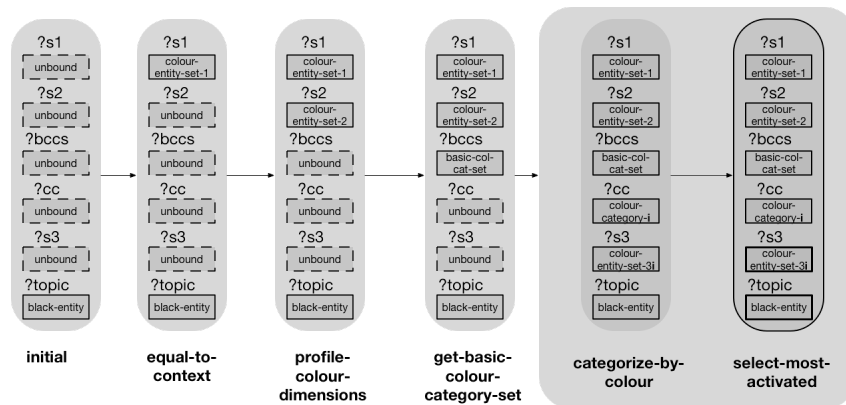 ?s1
unbound
?s2
unbound
?bccs
unbound
?cc
unbound
?s3
unbound
?topic
black-entity
initial
?s1
colour-
entity-set-1
?s2
unbound
?bccs
unbound
?cc
unbound
?s3
unbound
?topic
black-entity
equal-to-
context
?s1
colour-
entity-set-1
?s2
colour-
entity-set-2
?bccs
unbound
?cc
unbound
?s3
unbound
?topic
black-entity
profile-
colour-
dimensions
?s1
colour-
entity-set-1
?s2
colour-
entity-set-2
?bccs
basic-col-
cat-set
?cc
unbound
?s3
unbound
?topic
black-entity
get-basic-
colour-
category-set
?s1
colour-
entity-set-1
?s2
colour-
entity-set-2
?bccs
basic-col-
cat-set
?cc
colour-
category-i
?s3
colour-
entity-set-3i
?topic
black-entity
categorize-by-
colour
?s1
colour-
entity-set-1
?s2
colour-
entity-set-2
?bccs
basic-col-
cat-set
?cc
colour-
category-i
?s3
colour-
entity-set-3i
?topic
black-entity
select-most-
activated